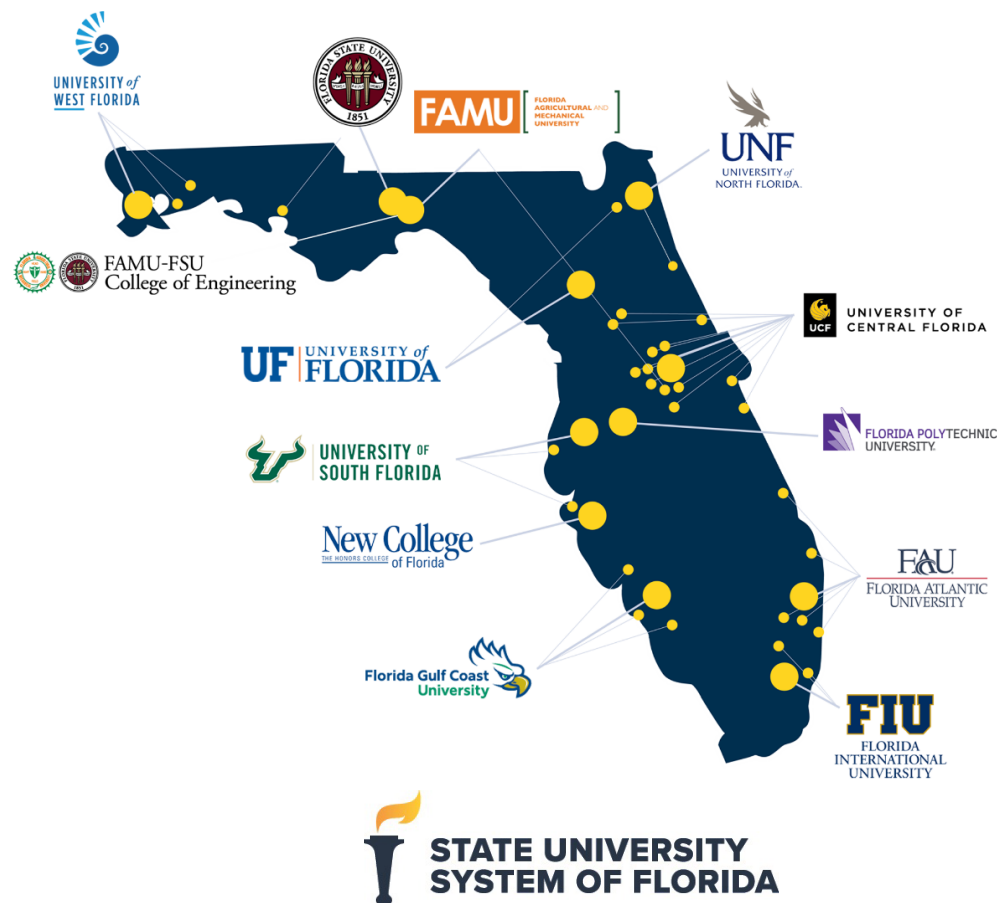 UNIVERSITY of
WEST FLORIDA
FLORIDA STATE UNIVERSITY
1851
FAMU
FLORIDA
AGRICULTURAL AND
MECHANICAL
UNIVERSITY
UNF
UNIVERSITY of
NORTH FLORIDA.
FAMU-FSU
College of Engineering
UCF
UNIVERSITY OF
CENTRAL FLORIDA
UF
UNIVERSITY of
FLORIDA
FLORIDA POLYTECHNIC
UNIVERSITY
UNIVERSITY OF
SOUTH FLORIDA
New College
THE HONORS COLLEGE
of Florida
FAU
FLORIDA ATLANTIC
UNIVERSITY
Florida Gulf Coast
University
FIU
FLORIDA
INTERNATIONAL
UNIVERSITY
STATE UNIVERSITY
SYSTEM OF FLORIDA